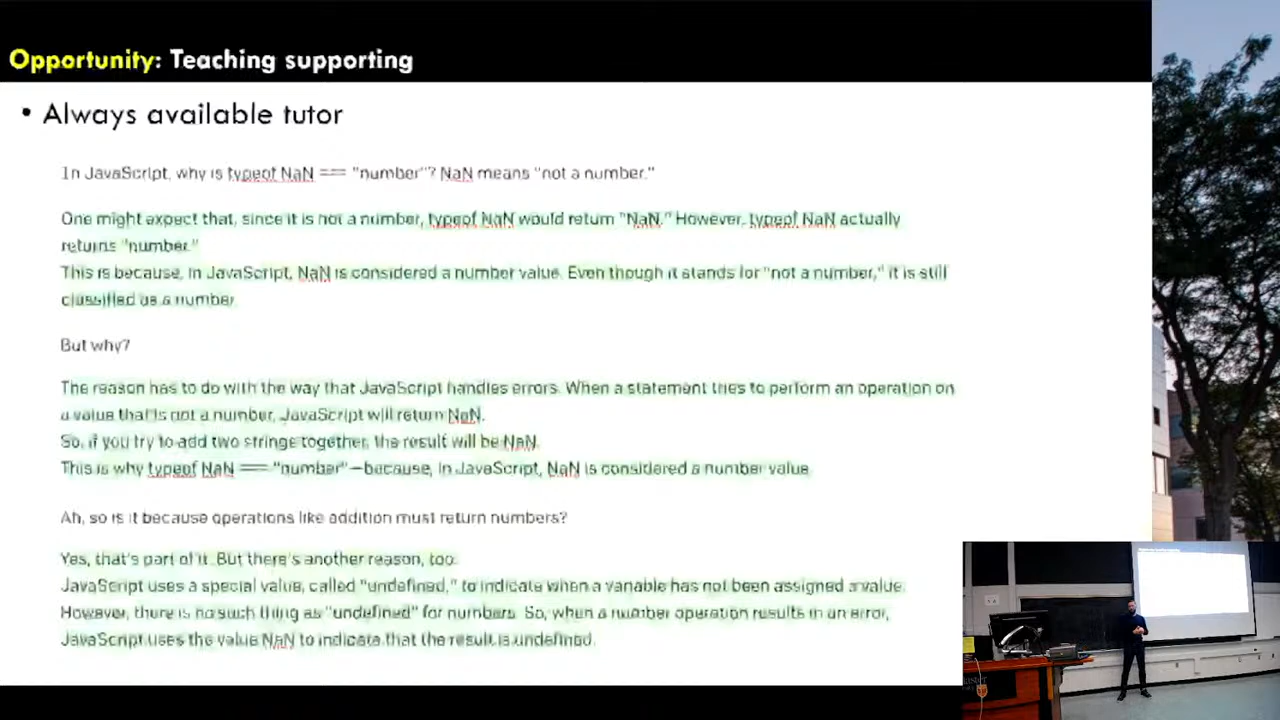 Opportunity: Teaching supporting
• Always available tutor
In JavaScript, why is typeof NaN === "number"? NaN means "not a number."
One might expect that, since it is not a number, typeof NaN would return "NaN." However, typeof NaN actually
returns "number."
This is because, in JavaScript, NaN is considered a number value. Even though it stands for "not a number," it is still
classified as a number.
But why?
The reason has to do with the way that JavaScript handles errors. When a statement tries to perform an operation on
a value that is not a number, JavaScript will return NaN.
So, if you try to add two strings together, the result will be NaN.
This is why typeof NaN === "number"—because, in JavaScript, NaN is considered a number value.
Ah, so is it because operations like addition must return numbers?
Yes, that's part of it. But there's another reason, too.
JavaScript uses a special value, called "undefined," to indicate when a variable has not been assigned a value.
However, there is no such thing as "undefined" for numbers. So, when a number operation results in an error,
JavaScript uses the value NaN to indicate that the result is undefined.